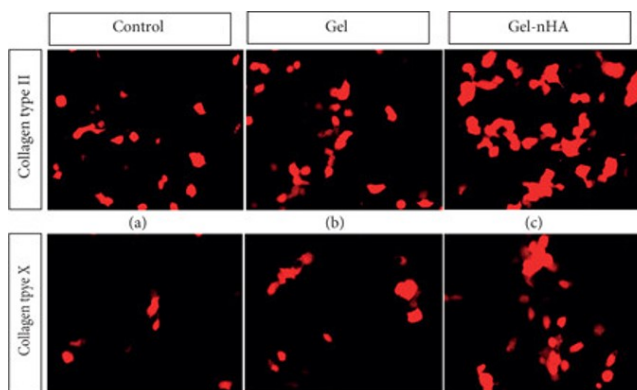 Control
Gel
Gel-nHA
Collagen type II
(a)
(b)
(c)
Collagen tpye X